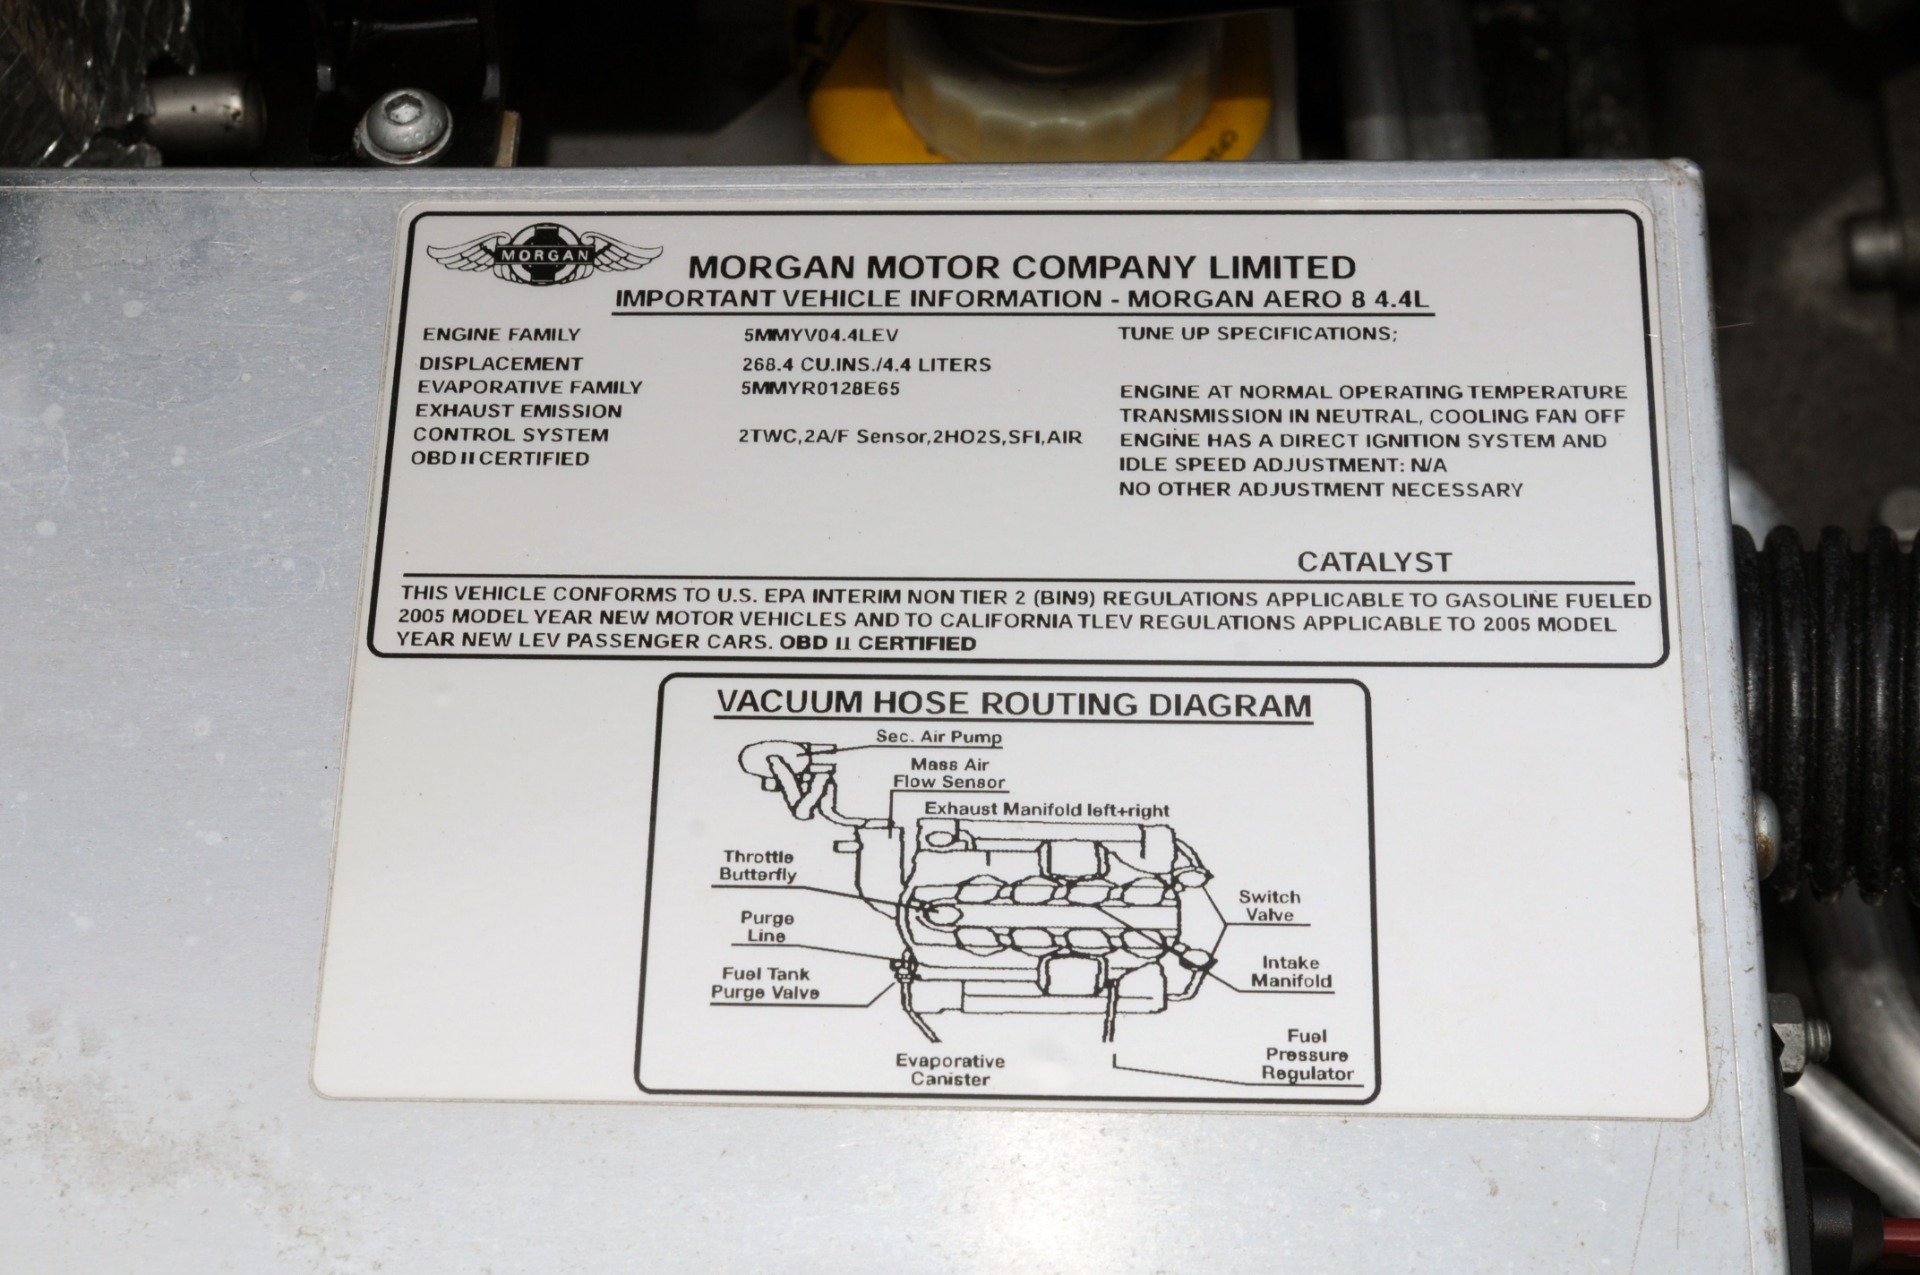 MORGAN
MORGAN MOTOR COMPANY LIMITED
IMPORTANT VEHICLE INFORMATION - MORGAN AERO 8 4.4L
ENGINE FAMILY 5MMYV04.4LEV
DISPLACEMENT 268.4 CU.INS./4.4 LITERS
EVAPORATIVE FAMILY 5MMYR0128E65
EXHAUST EMISSION
CONTROL SYSTEM 2TWC,2A/F Sensor,2HO2S,SFI,AIR
OBD II CERTIFIED
TUNE UP SPECIFICATIONS;
ENGINE AT NORMAL OPERATING TEMPERATURE
TRANSMISSION IN NEUTRAL, COOLING FAN OFF
ENGINE HAS A DIRECT IGNITION SYSTEM AND
IDLE SPEED ADJUSTMENT: N/A
NO OTHER ADJUSTMENT NECESSARY
CATALYST
THIS VEHICLE CONFORMS TO U.S. EPA INTERIM NON TIER 2 (BIN9) REGULATIONS APPLICABLE TO GASOLINE FUELED
2005 MODEL YEAR NEW MOTOR VEHICLES AND TO CALIFORNIA TLEV REGULATIONS APPLICABLE TO 2005 MODEL
YEAR NEW LEV PASSENGER CARS. OBD II CERTIFIED
VACUUM HOSE ROUTING DIAGRAM
Sec. Air Pump
Mass Air
Flow Sensor
Exhaust Manifold left+right
Throttle
Butterfly
Switch
Valve
Purge
Line
Intake
Manifold
Fuel Tank
Purge Valve
Evaporative
Canister
Fuel
Pressure
Regulator